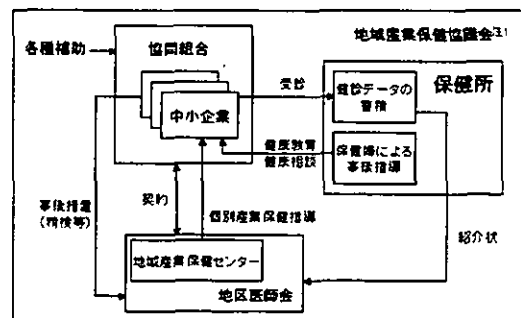 地域産業保健協議会
各種補助
協同組合
中小企業
受診
保健所
健診データの
蓄積
保健婦による
事後指導
健康教育
健康相談
事後措置
(精検等)
契約
個別産業保健指導
紹介状
地域産業保健センター
地区医師会